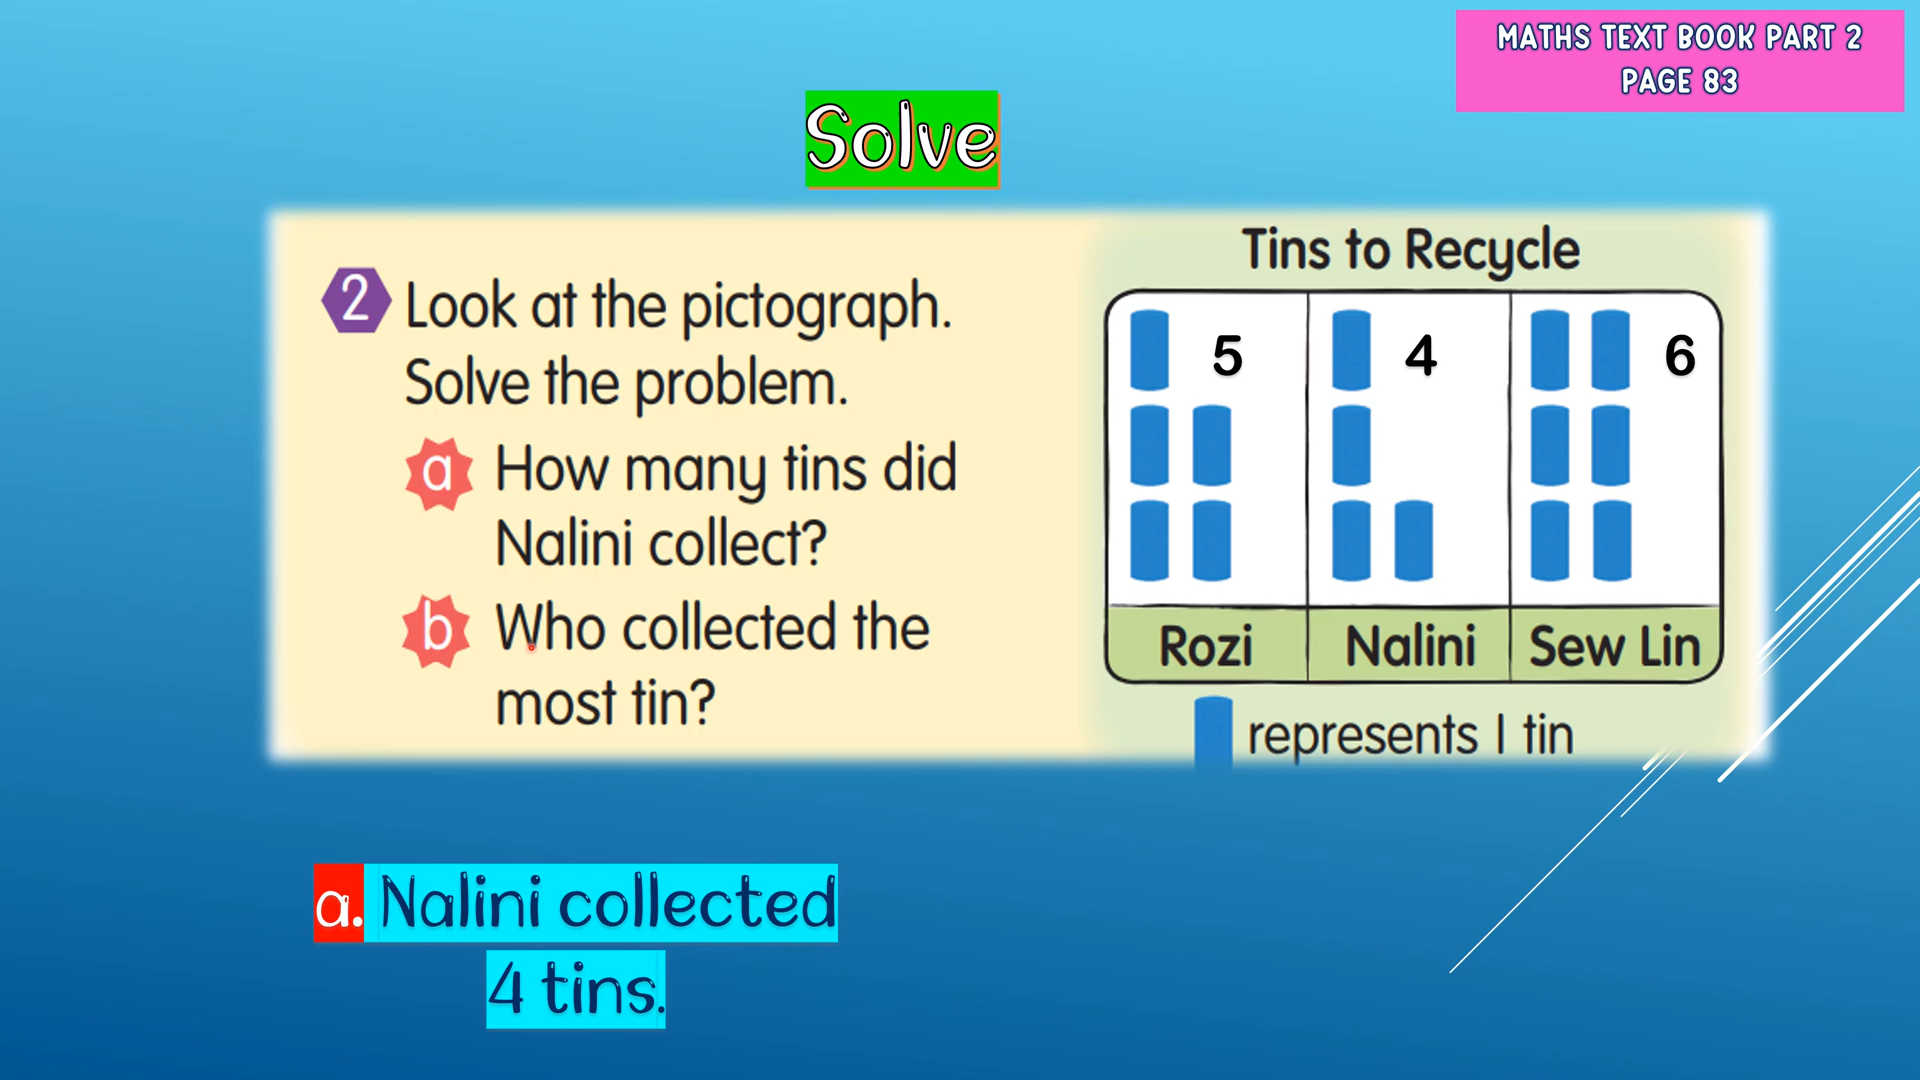 MATHS TEXT BOOK PART 2
PAGE 83
Solve
2 Look at the pictograph.
Solve the problem.
a How many tins did
Nalini collect?
b Who collected the
most tin?
Tins to Recycle
5 4 6
Rozi Nalini Sew Lin
represents 1 tin
a. Nalini collected
4 tins.